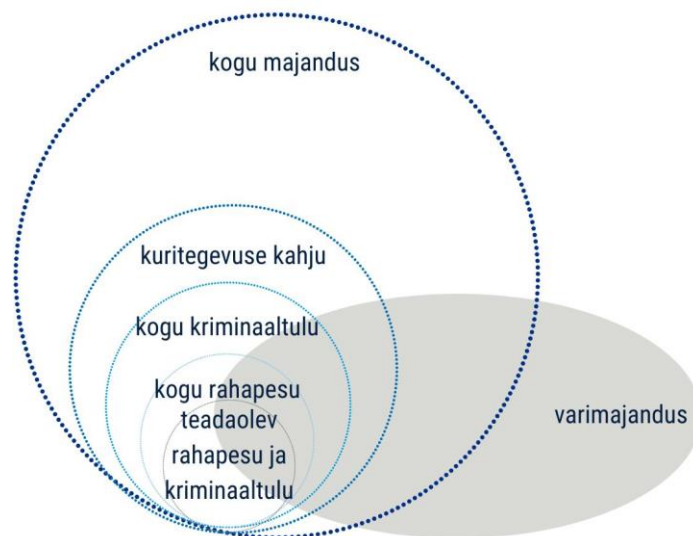 kogu majandus
kuritegevuse kahju
kogu kriminaaltulu
kogu rahapesu
teadaolev
rahapesu ja
kriminaaltulu
varimajandus